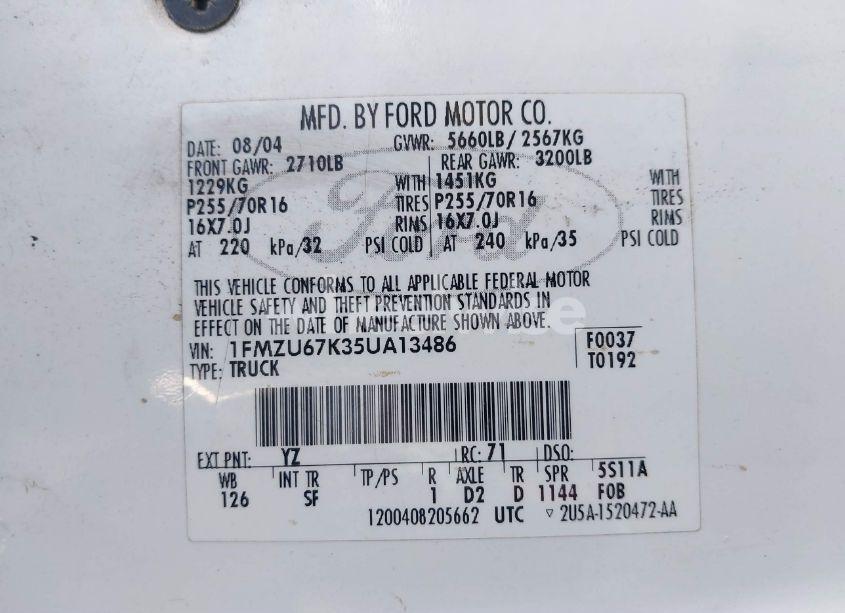 MFD. BY FORD MOTOR CO.
DATE: 08/04 GVWR: 5660LB/ 2567KG
FRONT GAWR: 2710LB REAR GAWR: 3200LB
1229KG WITH 1451KG WITH
P255/70R16 TIRES P255/70R16 TIRES
16X7.0J RIMS 16X7.0J RIMS
AT 220 kPa/32 PSI COLD AT 240 kPa/35 PSI COLD
Ford
THIS VEHICLE CONFORMS TO ALL APPLICABLE FEDERAL MOTOR
VEHICLE SAFETY AND THEFT PREVENTION STANDARDS IN
EFFECT ON THE DATE OF MANUFACTURE SHOWN ABOVE.
VIN: 1FMZU67K35UA13486 F0037
TYPE: TRUCK T0192
EXT PNT: YZ RC: 71 DSO:
WB INT TR TP/PS R AXLE TR SPR 5S11A
126 SF 1 D2 D 1144 FOB
1200408205662 UTC ▽ 2U5A-1520472-AA